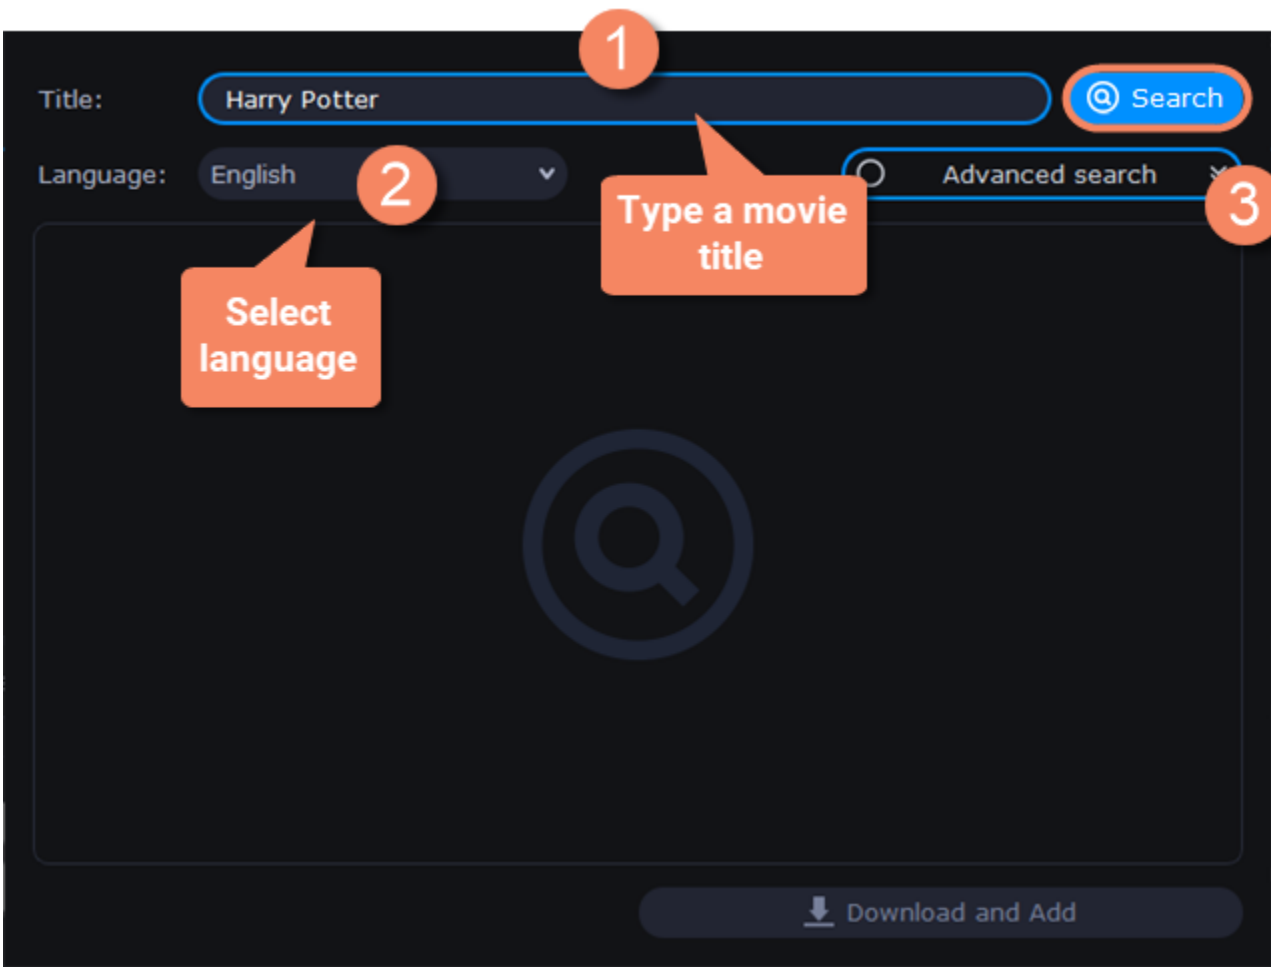 1
Title:
Harry Potter
Search
Language:
English
2
Advanced search
3
Type a movie
title
Select
language
Download and Add